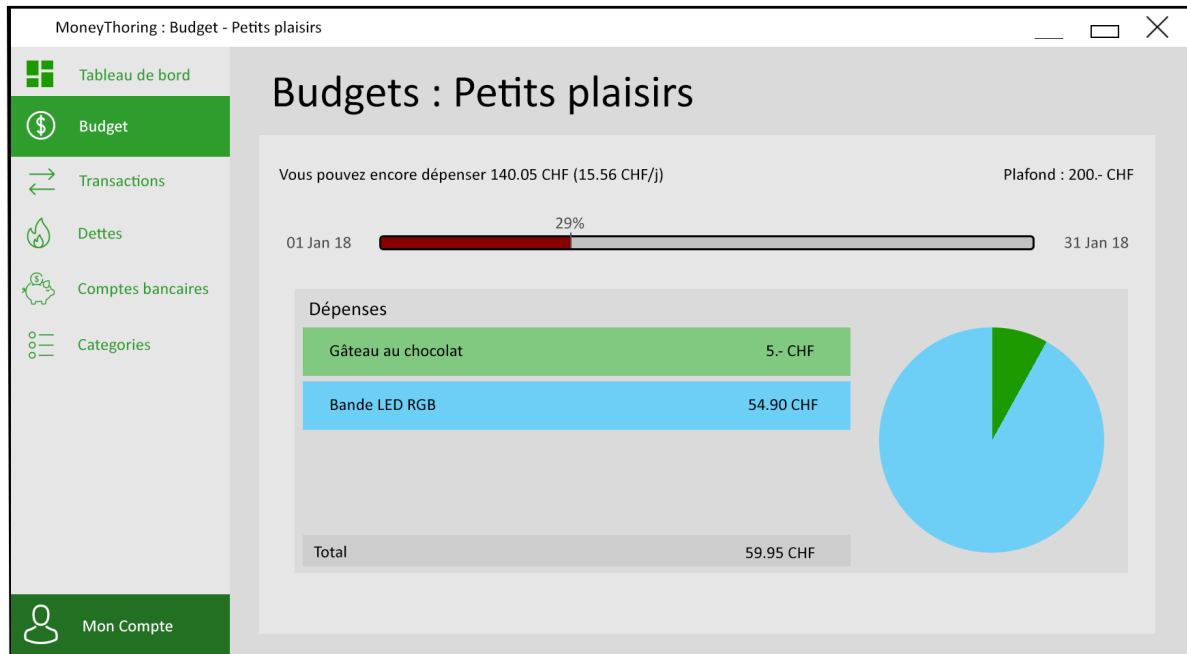 MoneyThoring : Budget - Petits plaisirs
Tableau de bord
Budget
Transactions
Dettes
Comptes bancaires
Categories
Mon Compte
Budgets : Petits plaisirs
Vous pouvez encore dépenser 140.05 CHF (15.56 CHF/j) Plafond : 200.- CHF
29%
01 Jan 18 31 Jan 18
Dépenses
Gâteau au chocolat 5.- CHF
Bande LED RGB 54.90 CHF
Total 59.95 CHF